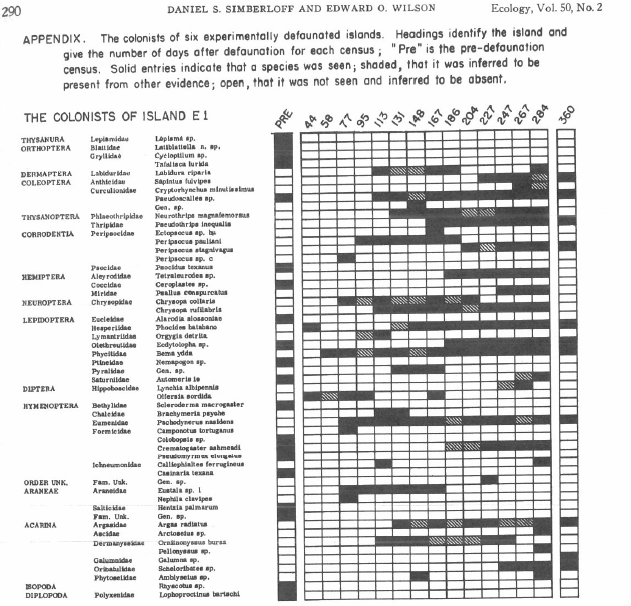 290 DANIEL S. SIMBERLOFF AND EDWARD O. WILSON Ecology, Vol. 50, No. 2
APPENDIX. The colonists of six experimentally defaunated islands. Headings identify the island and
give the number of days after defaunation for each census ; "Pre" is the pre-defaunation
census. Solid entries indicate that a species was seen; shaded, that it was inferred to be
present from other evidence; open, that it was not seen and inferred to be absent.
THE COLONISTS OF ISLAND E1 PRE 44 58 77 95 113 131 148 167 186 204 227 247 267 284 360
THYSANURA Lepismidae Lepisma sp.
ORTHOPTERA Blattidae Latiblattella n. sp.
Gryllidae Cycloptilum sp.
Tafalisca lurida
DERMAPTERA Labiduridae Labidura riparia
COLEOPTERA Anthicidae Sapintus fulvipes
Curculionidae Cryptorhynchus minutissimus
Pseudoacalles sp.
Gen. sp.
THYSANOPTERA Phlaeothripidae Neurothrips magnafemoralis
Thripidae Pseudothrips inequalis
CORRODENTIA Peripsocidae Ectopsocus sp.
Peripsocus pauliani
Peripsocus stagnivagus
Peripsocus sp. c
Psocidae Psocidus texanus
HEMIPTERA Aleyrodidae Tetraleurodes sp.
Coccidae Ceroplastes sp.
Miridae Psallus conspurcatus
NEUROPTERA Chrysopidae Chrysopa collaris
Chrysopa rufilabris
LEPIDOPTERA Eucleidae Alarodia slossoniae
Hesperiidae Phocides batabano
Lymantriidae Orgygia detrita
Olethreutidae Ecdytolopha sp.
Phycitidae Bema ydda
Ptineidae Nemapogon sp.
Pyralidae Gen. sp.
Saturniidae Automeris io
DIPTERA Hippoboscidae Lynchia albipennis
Olfersia sordida
HYMENOPTERA Bethylidae Scleroderma macrogaster
Chalcidae Brachymeria psyche
Eumenidae Pachodynerus nasidens
Formicidae Camponotus tortuganus
Colobopsis sp.
Crematogaster ashmeadi
Pseudomyrmex elongatus
Ichneumonidae Calliephialtes ferrugineus
Casinaria texana
ORDER UNK. Fam. Unk. Gen. sp.
ARANEAE Araneidae Eustala sp. 1
Nephila clavipes
Salticidae Hentzia palmarum
Fam. Unk. Gen. sp.
ACARINA Argasidae Argas radiatus
Ascidae Arctoseius sp.
Dermanyssidae Ornithonyssus bursa
Pellonyssus sp.
Galumnidae Galumna sp.
Oribatulidae Scheloribates sp.
Phytoseiidae Amblyseius sp.
ISOPODA Rhyscotus sp.
DIPLOPODA Polyxenidae Lophoproctinus bartschi